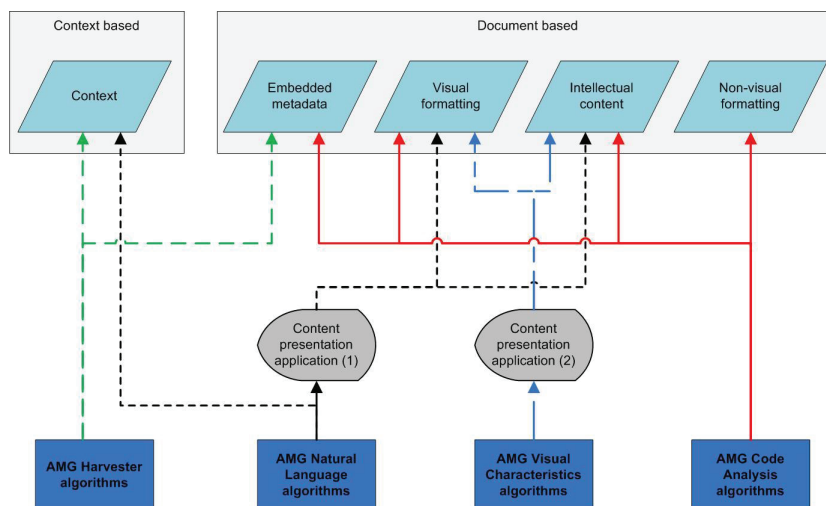 Context based
Document based
Context
Embedded
metadata
Visual
formatting
Intellectual
content
Non-visual
formatting
Content
presentation
application (1)
Content
presentation
application (2)
AMG Harvester
algorithms
AMG Natural
Language
algorithms
AMG Visual
Characteristics
algorithms
AMG Code
Analysis
algorithms